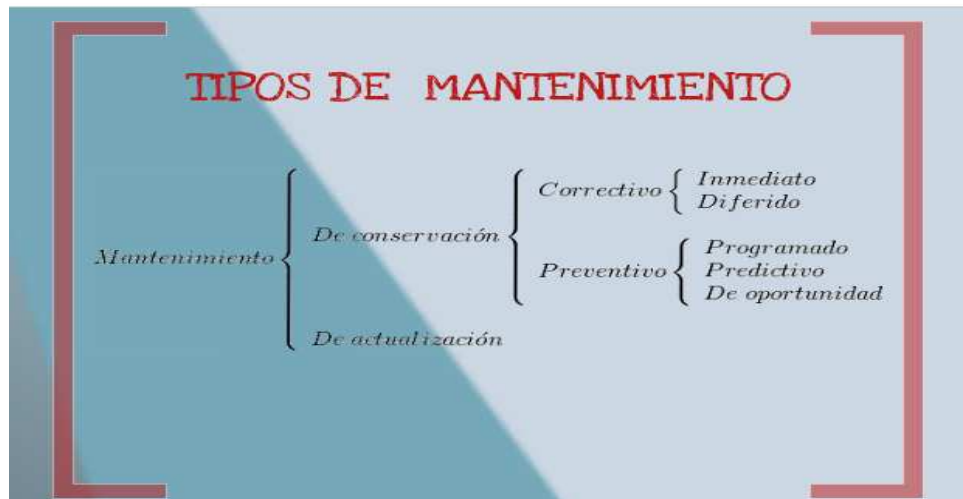 TIPOS DE MANTENIMIENTO
Mantenimiento
De conservación
Correctivo
Inmediato
Diferido
Preventivo
Programado
Predictivo
De oportunidad
De actualización